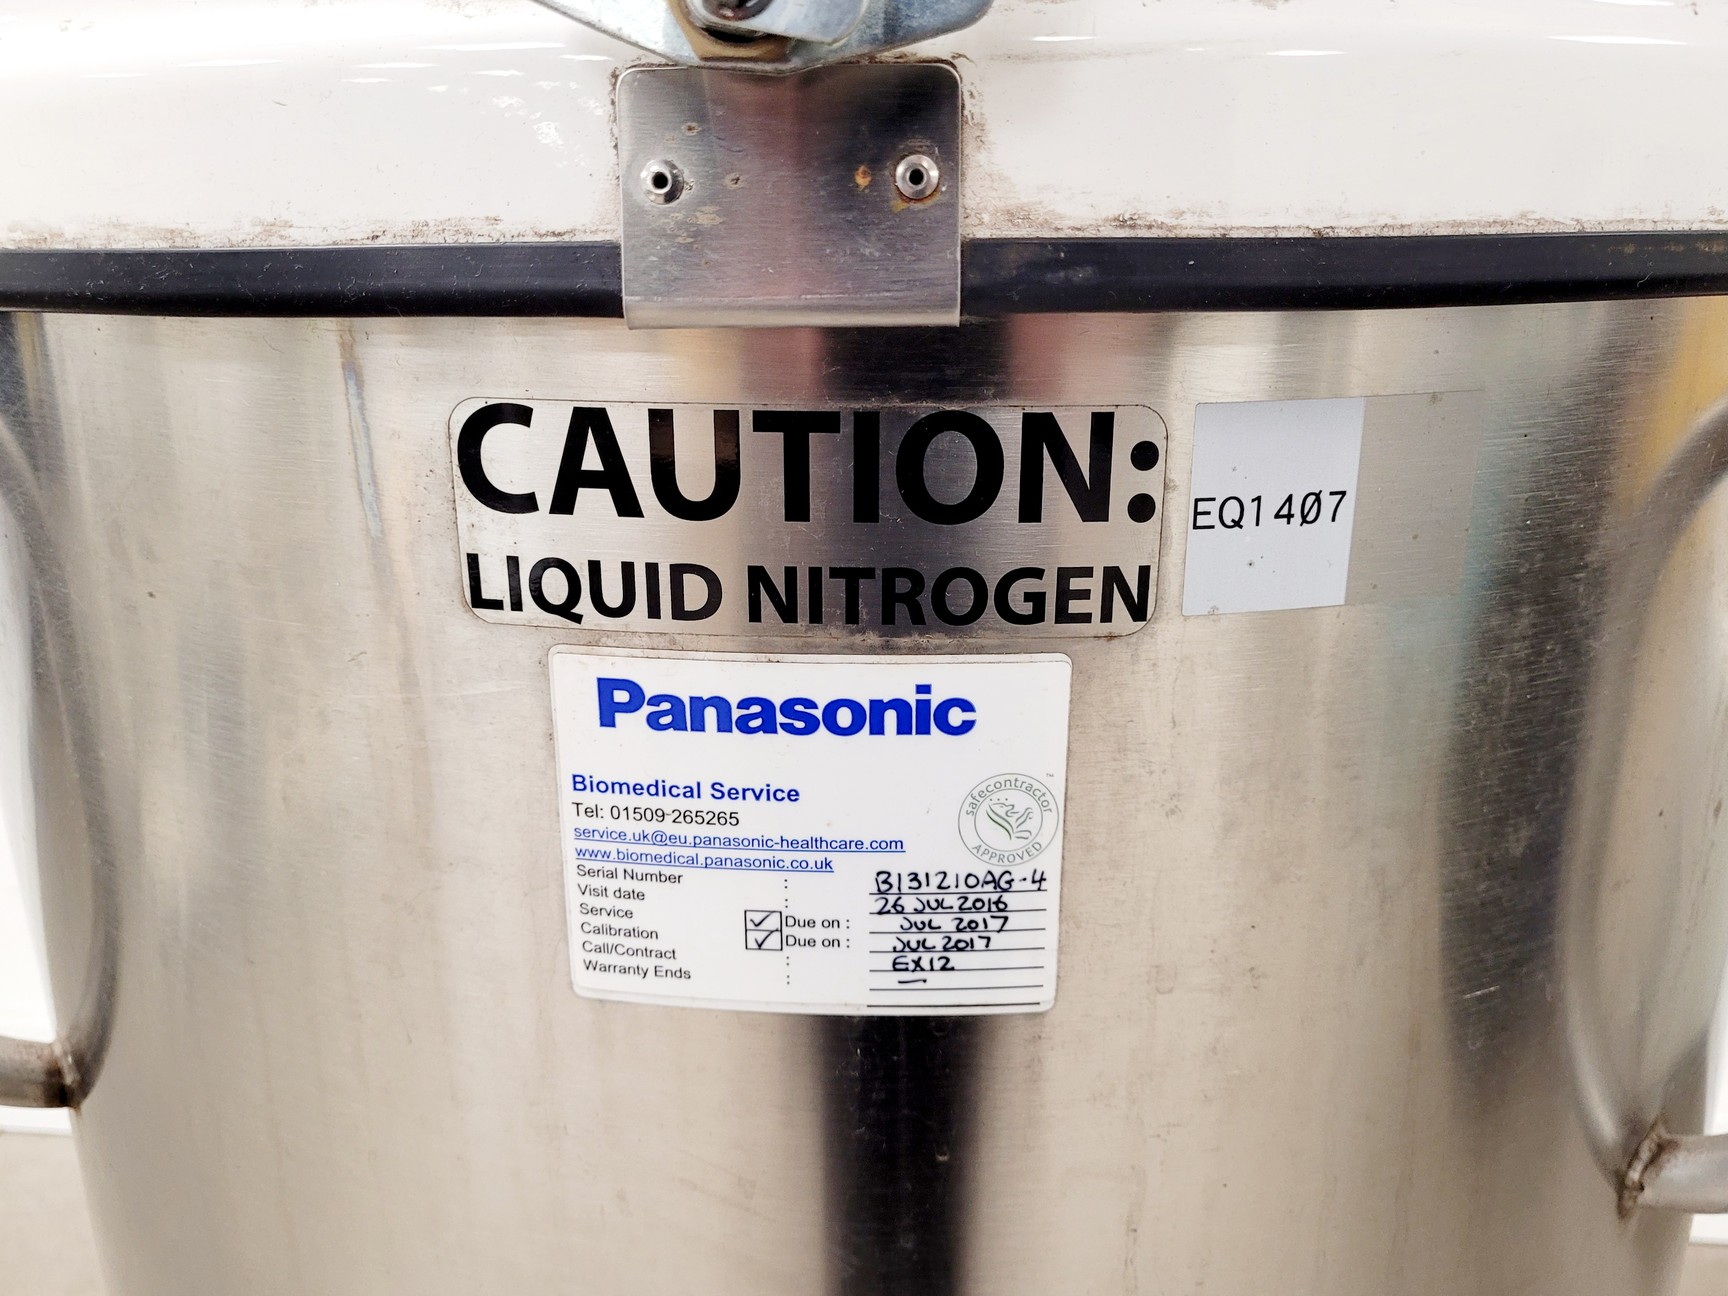 CAUTION:
LIQUID NITROGEN
EQ1407
Panasonic
Biomedical Service
Tel: 01509-265265
service.uk@eu.panasonic-healthcare.com
www.biomedical.panasonic.co.uk
safecontractor
APPROVED
™
Serial Number : B131210AG-4
Visit date : 26 JUL 2016
Service ✓ Due on : JUL 2017
Calibration ✓ Due on : JUL 2017
Call/Contract : EX12
Warranty Ends : —